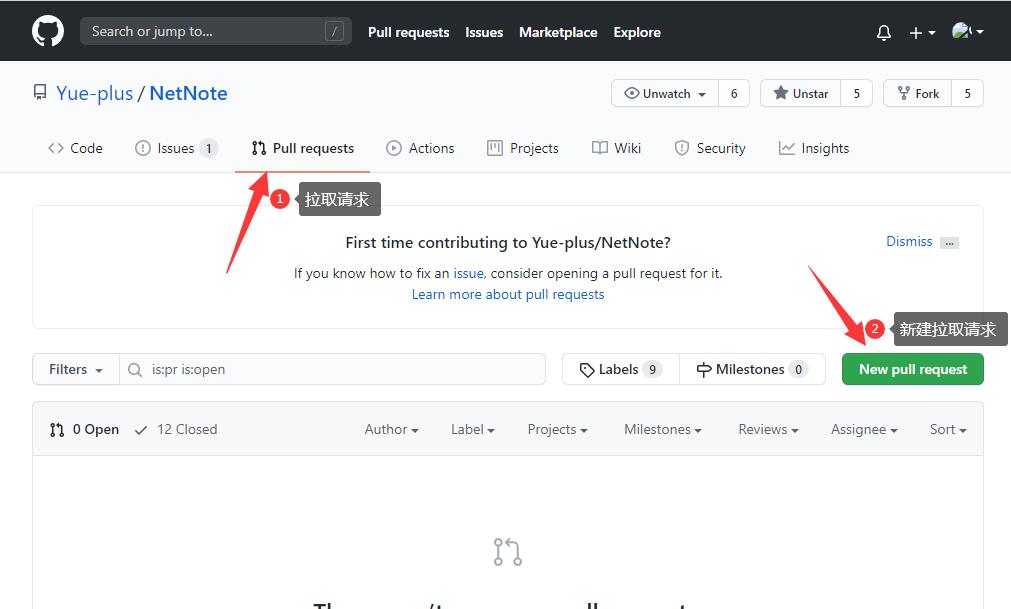 Search or jump to... /
Pull requests Issues Marketplace Explore
Yue-plus / NetNote
Unwatch 6 Unstar 5 Fork 5
Code Issues 1 Pull requests Actions Projects Wiki Security Insights
1 拉取请求
First time contributing to Yue-plus/NetNote?
Dismiss ...
If you know how to fix an issue, consider opening a pull request for it.
Learn more about pull requests
2 新建拉取请求
Filters is:pr is:open Labels 9 Milestones 0 New pull request
0 Open 12 Closed Author Label Projects Milestones Reviews Assignee Sort